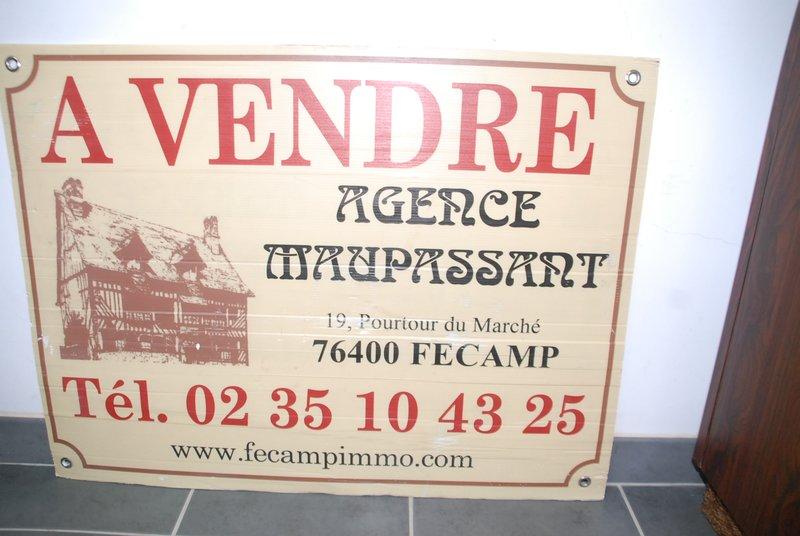 A VENDRE
AGENCE
MAUPASSANT
19, Pourtour du Marché
76400 FECAMP
Tél. 02 35 10 43 25
www.fecampimmo.com